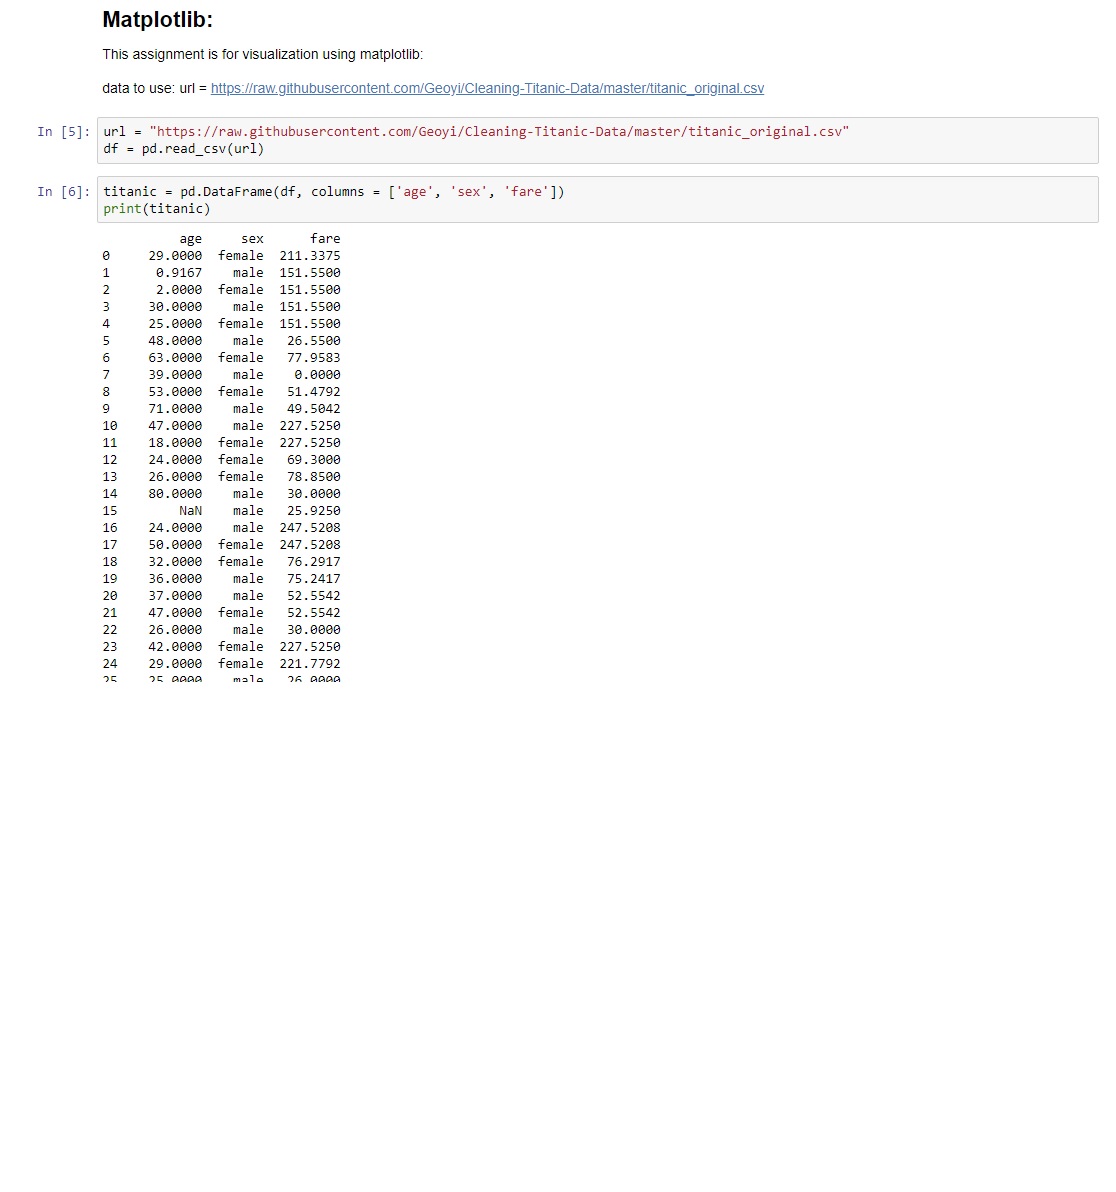 Matplotlib:
This assignment is for visualization using matplotlib:
data to use: url = https://raw.githubusercontent.com/Geoyi/Cleaning-Titanic-Data/master/titanic_original.csv
In [5]: url = "https://raw.githubusercontent.com/Geoyi/Cleaning-Titanic-Data/master/titanic_original.csv"
df = pd.read_csv(url)
In [6]: titanic = pd.DataFrame(df, columns = ['age', 'sex', 'fare'])
print(titanic)
age sex fare
0 29.0000 female 211.3375
1 0.9167 male 151.5500
2 2.0000 female 151.5500
3 30.0000 male 151.5500
4 25.0000 female 151.5500
5 48.0000 male 26.5500
6 63.0000 female 77.9583
7 39.0000 male 0.0000
8 53.0000 female 51.4792
9 71.0000 male 49.5042
10 47.0000 male 227.5250
11 18.0000 female 227.5250
12 24.0000 female 69.3000
13 26.0000 female 78.8500
14 80.0000 male 30.0000
15 NaN male 25.9250
16 24.0000 male 247.5208
17 50.0000 female 247.5208
18 32.0000 female 76.2917
19 36.0000 male 75.2417
20 37.0000 male 52.5542
21 47.0000 female 52.5542
22 26.0000 male 30.0000
23 42.0000 female 227.5250
24 29.0000 female 221.7792
25 25.0000 male 26.0000